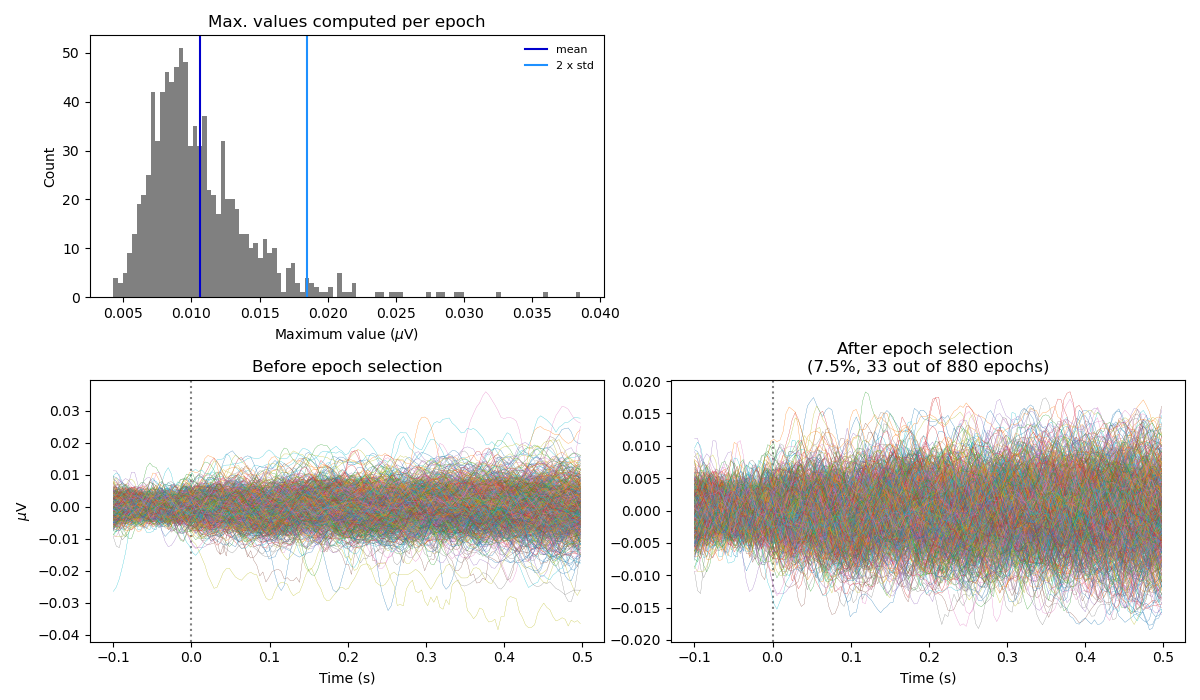 Max. values computed per epoch
mean
2 x std
50
40
30
20
10
0
Count
0.005 0.010 0.015 0.020 0.025 0.030 0.035 0.040
Maximum value (μV)
Before epoch selection
0.03
0.02
0.01
0.00
−0.01
−0.02
−0.03
−0.04
μV
−0.1 0.0 0.1 0.2 0.3 0.4 0.5
Time (s)
After epoch selection
(7.5%, 33 out of 880 epochs)
0.020
0.015
0.010
0.005
0.000
−0.005
−0.010
−0.015
−0.020
−0.1 0.0 0.1 0.2 0.3 0.4 0.5
Time (s)